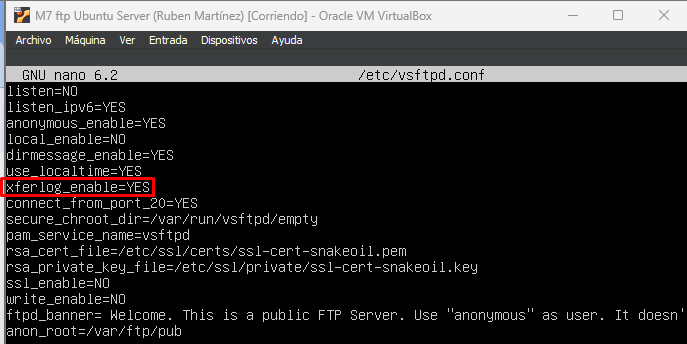 M7 ftp Ubuntu Server (Ruben Martínez) [Corriendo] - Oracle VM VirtualBox
Archivo Máquina Ver Entrada Dispositivos Ayuda
GNU nano 6.2 /etc/vsftpd.conf
listen=NO
listen_ipv6=YES
anonymous_enable=YES
local_enable=NO
dirmessage_enable=YES
use_localtime=YES
xferlog_enable=YES
connect_from_port_20=YES
secure_chroot_dir=/var/run/vsftpd/empty
pam_service_name=vsftpd
rsa_cert_file=/etc/ssl/certs/ssl-cert-snakeoil.pem
rsa_private_key_file=/etc/ssl/private/ssl-cert-snakeoil.key
ssl_enable=NO
write_enable=NO
ftpd_banner= Welcome. This is a public FTP Server. Use "anonymous" as user. It doesn'
anon_root=/var/ftp/pub